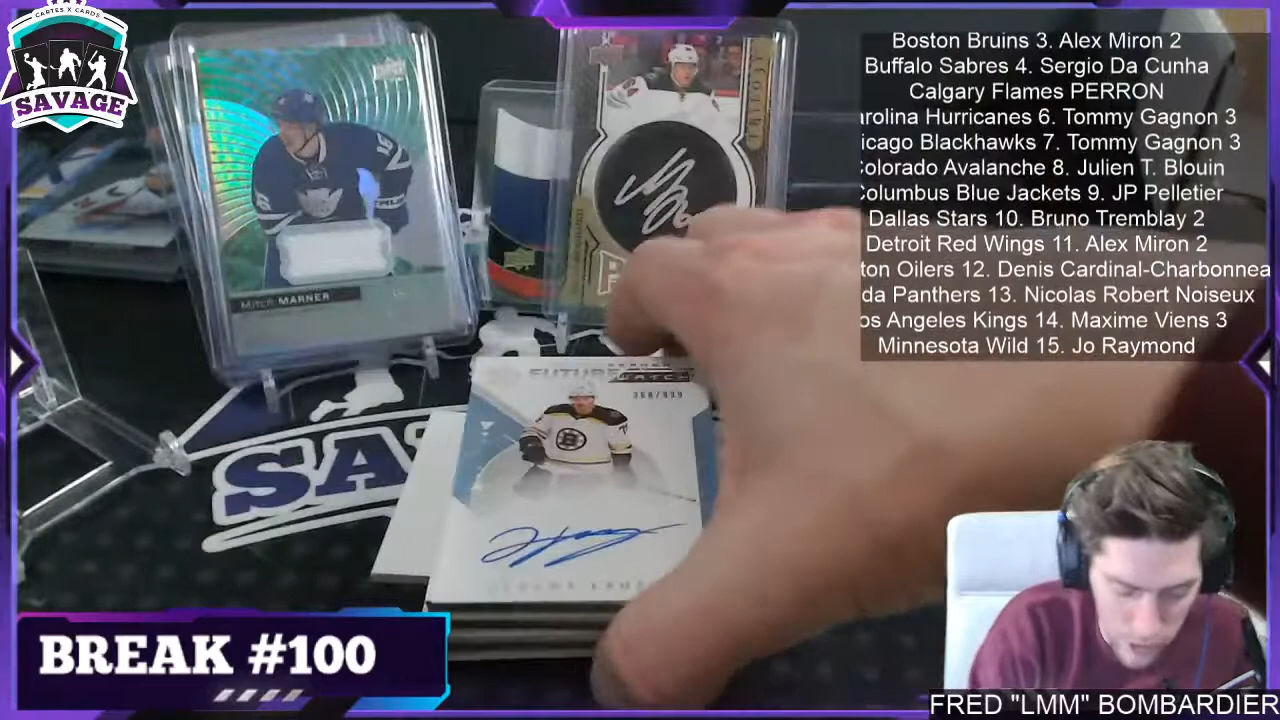 CARTES X CARDS
SAVAGE
Boston Bruins 3. Alex Miron 2
Buffalo Sabres 4. Sergio Da Cunha
Calgary Flames PERRON
arolina Hurricanes 6. Tommy Gagnon 3
icago Blackhawks 7. Tommy Gagnon 3
Colorado Avalanche 8. Julien T. Blouin
Columbus Blue Jackets 9. JP Pelletier
Dallas Stars 10. Bruno Tremblay 2
Detroit Red Wings 11. Alex Miron 2
ton Oilers 12. Denis Cardinal-Charbonnea
da Panthers 13. Nicolas Robert Noiseux
os Angeles Kings 14. Maxime Viens 3
Minnesota Wild 15. Jo Raymond
MITCH MARNER
FUTURE WATCH
SA
BREAK #100
FRED "LMM" BOMBARDIER